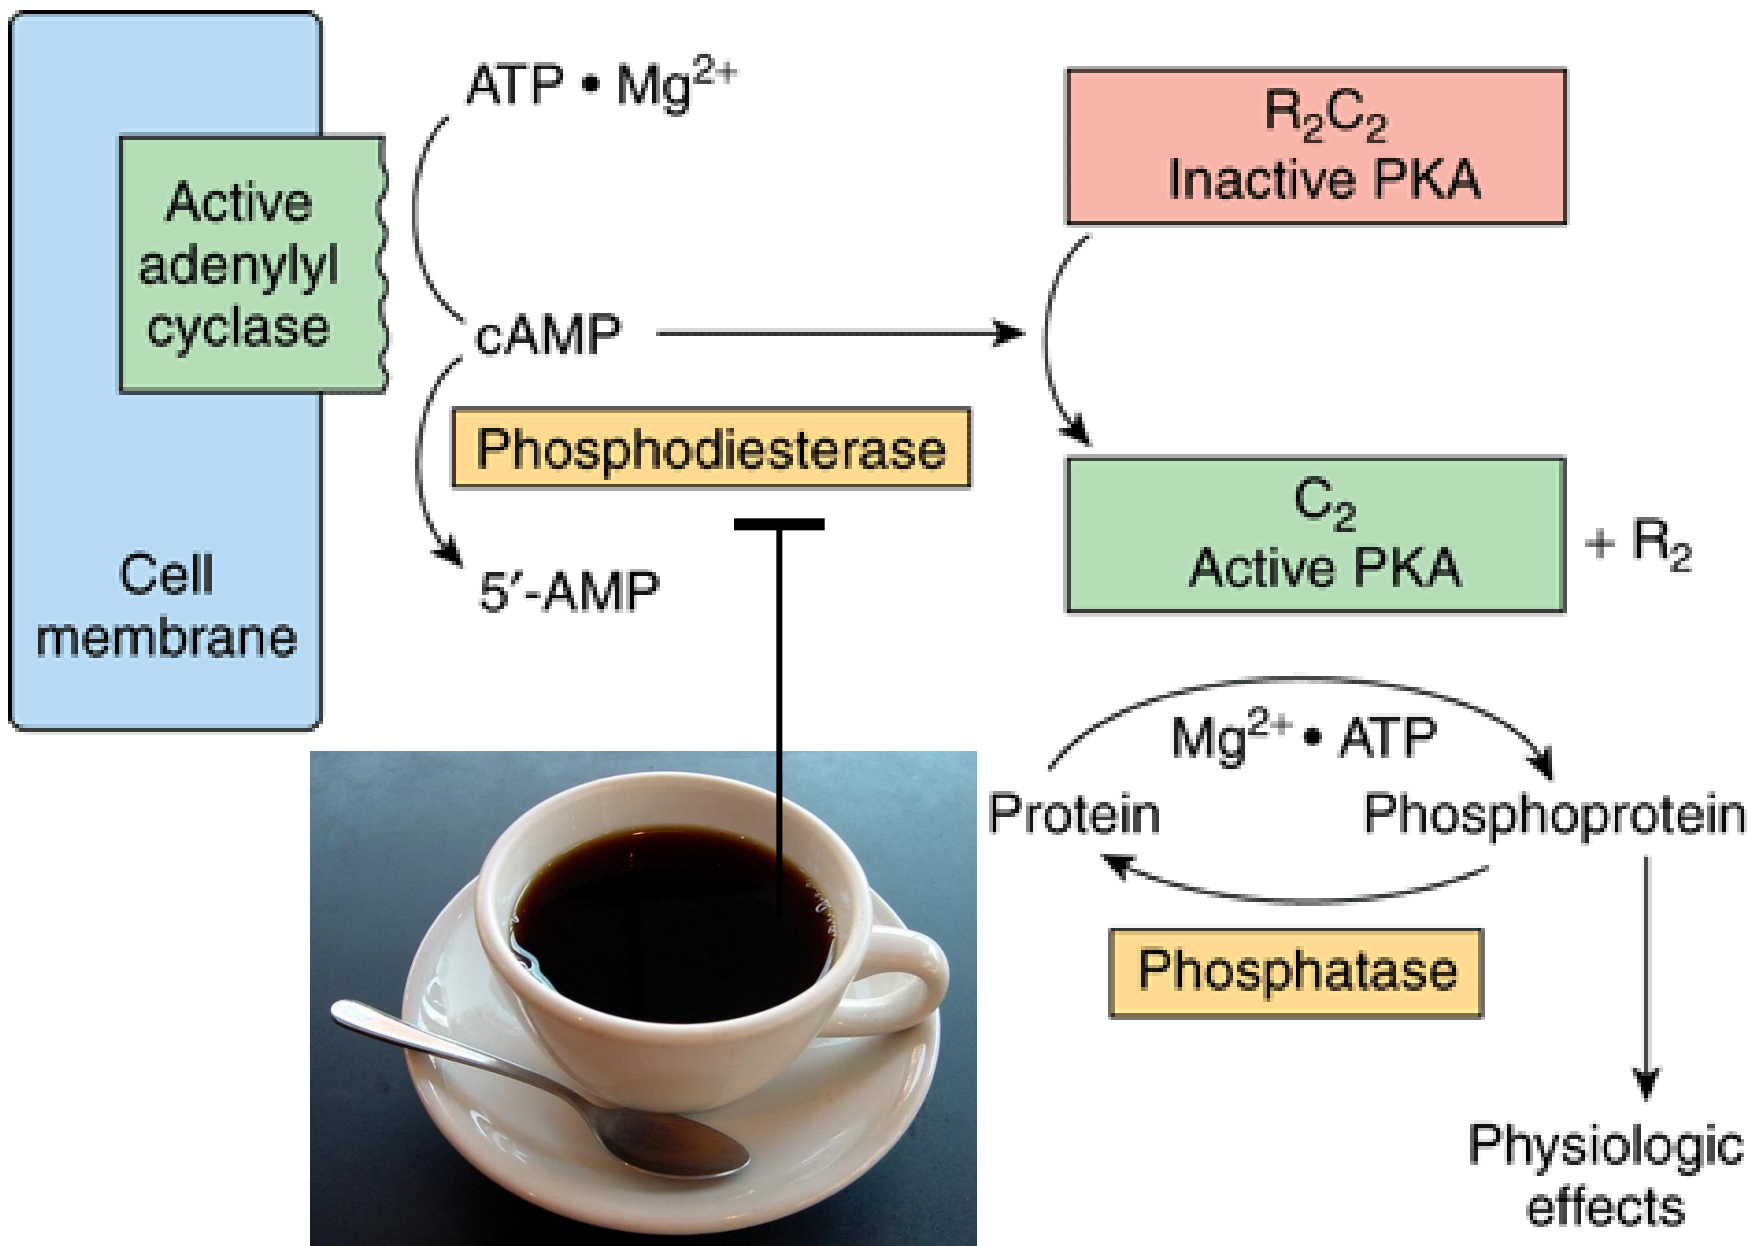 ATP • Mg²⁺
Active
adenylyl
cyclase
cAMP
Phosphodiesterase
5′-AMP
Cell
membrane
R₂C₂
Inactive PKA
C₂
Active PKA
+ R₂
Mg²⁺ • ATP
Protein
Phosphoprotein
Phosphatase
Physiologic
effects